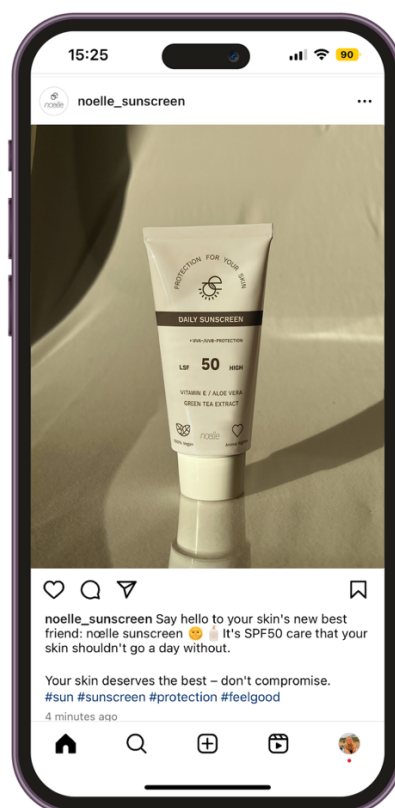 15:25
90
noelle
noelle_sunscreen
PROTECTION FOR YOUR SKIN
DAILY SUNSCREEN
+UVA+UVB-PROTECTION
LSF 50 HIGH
VITAMIN E / ALOE VERA
GREEN TEA EXTRACT
vegan
noelle
Animal
noelle_sunscreen Say hello to your skin's new best
friend: nœlle sunscreen 🌞🧴It's SPF50 care that your
skin shouldn't go a day without.
Your skin deserves the best – don't compromise.
#sun #sunscreen #protection #feelgood
4 minutes ago